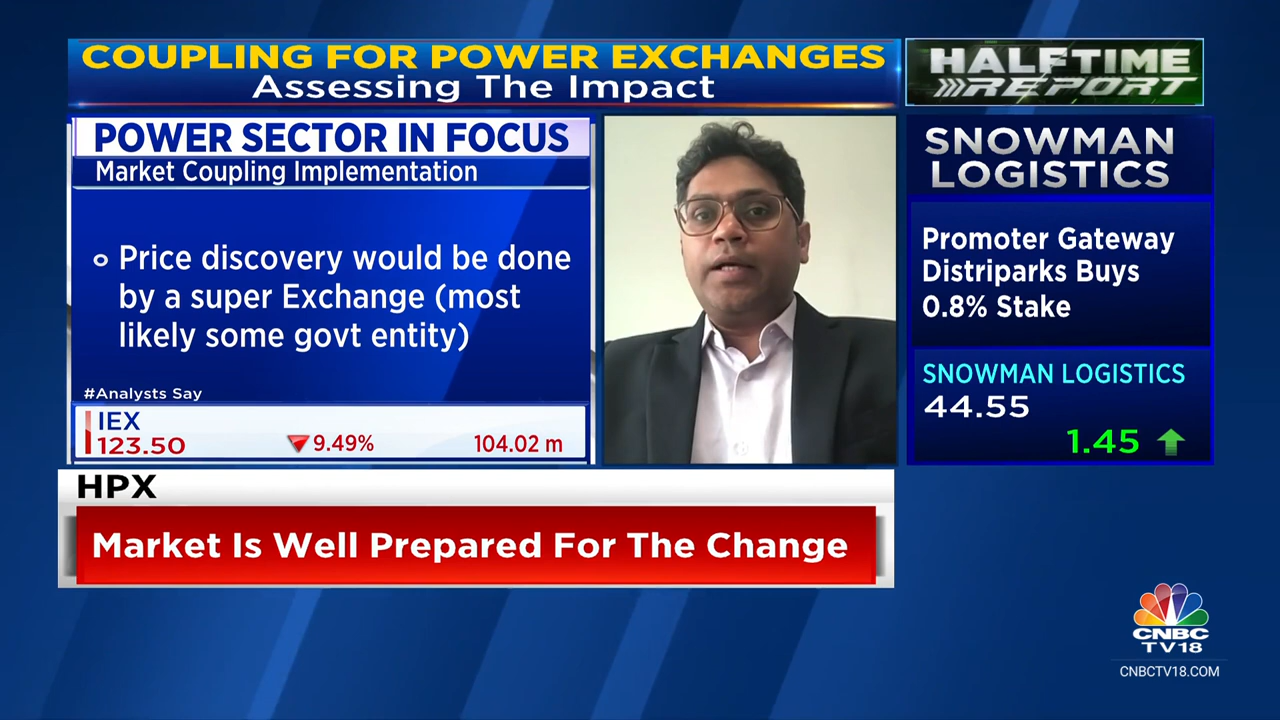 COUPLING FOR POWER EXCHANGES
Assessing The Impact
HALFTIME
REPORT
POWER SECTOR IN FOCUS
Market Coupling Implementation
Price discovery would be done
by a super Exchange (most
likely some govt entity)
#Analysts Say
IEX
123.50 9.49% 104.02 m
SNOWMAN
LOGISTICS
Promoter Gateway
Distriparks Buys
0.8% Stake
SNOWMAN LOGISTICS
44.55
1.45
HPX
Market Is Well Prepared For The Change
CNBC
TV18
CNBCTV18.COM